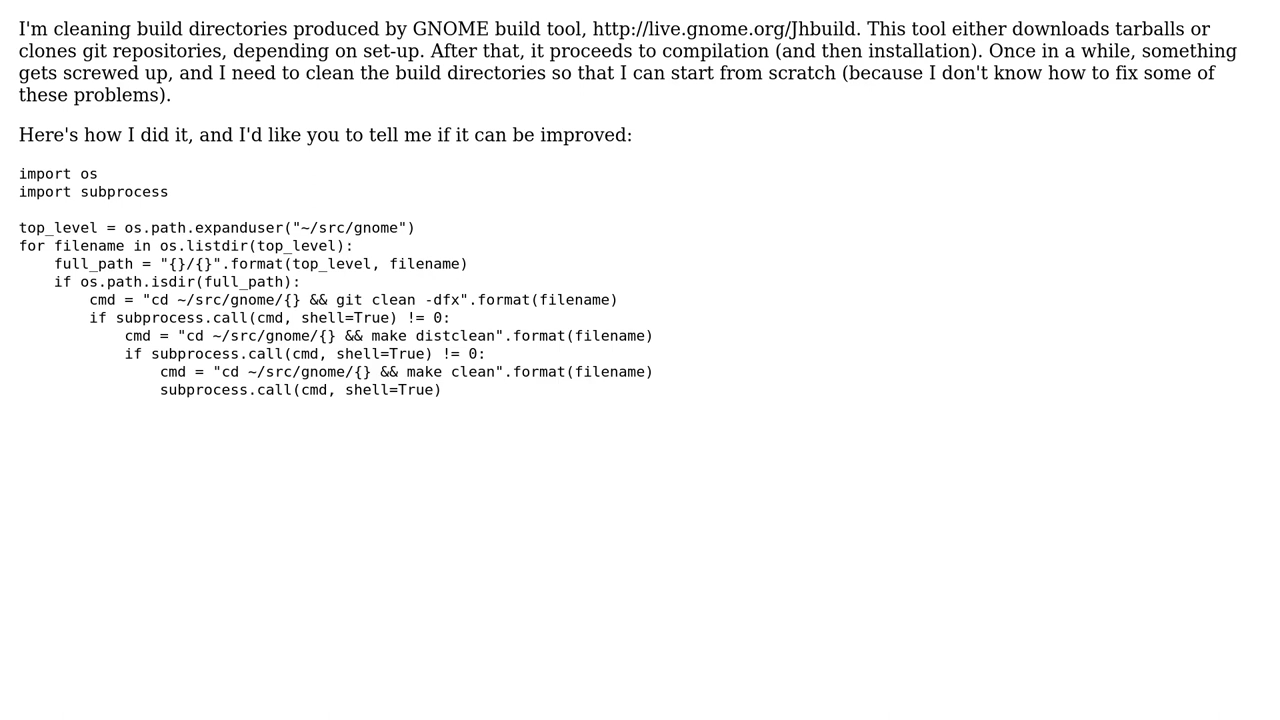 I'm cleaning build directories produced by GNOME build tool, http://live.gnome.org/Jhbuild. This tool either downloads tarballs or
clones git repositories, depending on set-up. After that, it proceeds to compilation (and then installation). Once in a while, something
gets screwed up, and I need to clean the build directories so that I can start from scratch (because I don't know how to fix some of
these problems).

Here's how I did it, and I'd like you to tell me if it can be improved:

import os
import subprocess

top_level = os.path.expanduser("~/src/gnome")
for filename in os.listdir(top_level):
    full_path = "{}/{}".format(top_level, filename)
    if os.path.isdir(full_path):
        cmd = "cd ~/src/gnome/{} && git clean -dfx".format(filename)
        if subprocess.call(cmd, shell=True) != 0:
            cmd = "cd ~/src/gnome/{} && make distclean".format(filename)
            if subprocess.call(cmd, shell=True) != 0:
                cmd = "cd ~/src/gnome/{} && make clean".format(filename)
                subprocess.call(cmd, shell=True)